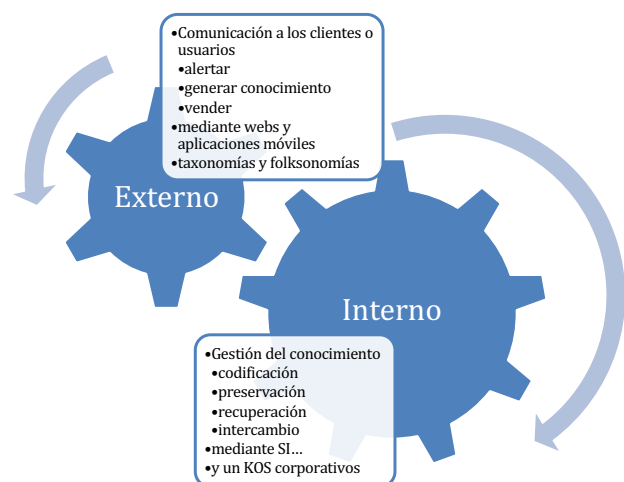 •Comunicación a los clientes o
usuarios
•alertar
•generar conocimiento
•vender
•mediante webs y
aplicaciones móviles
•taxonomías y folksonomías
Externo
Interno
•Gestión del conocimiento
•codificación
•preservación
•recuperación
•intercambio
•mediante SI...
•y un KOS corporativos